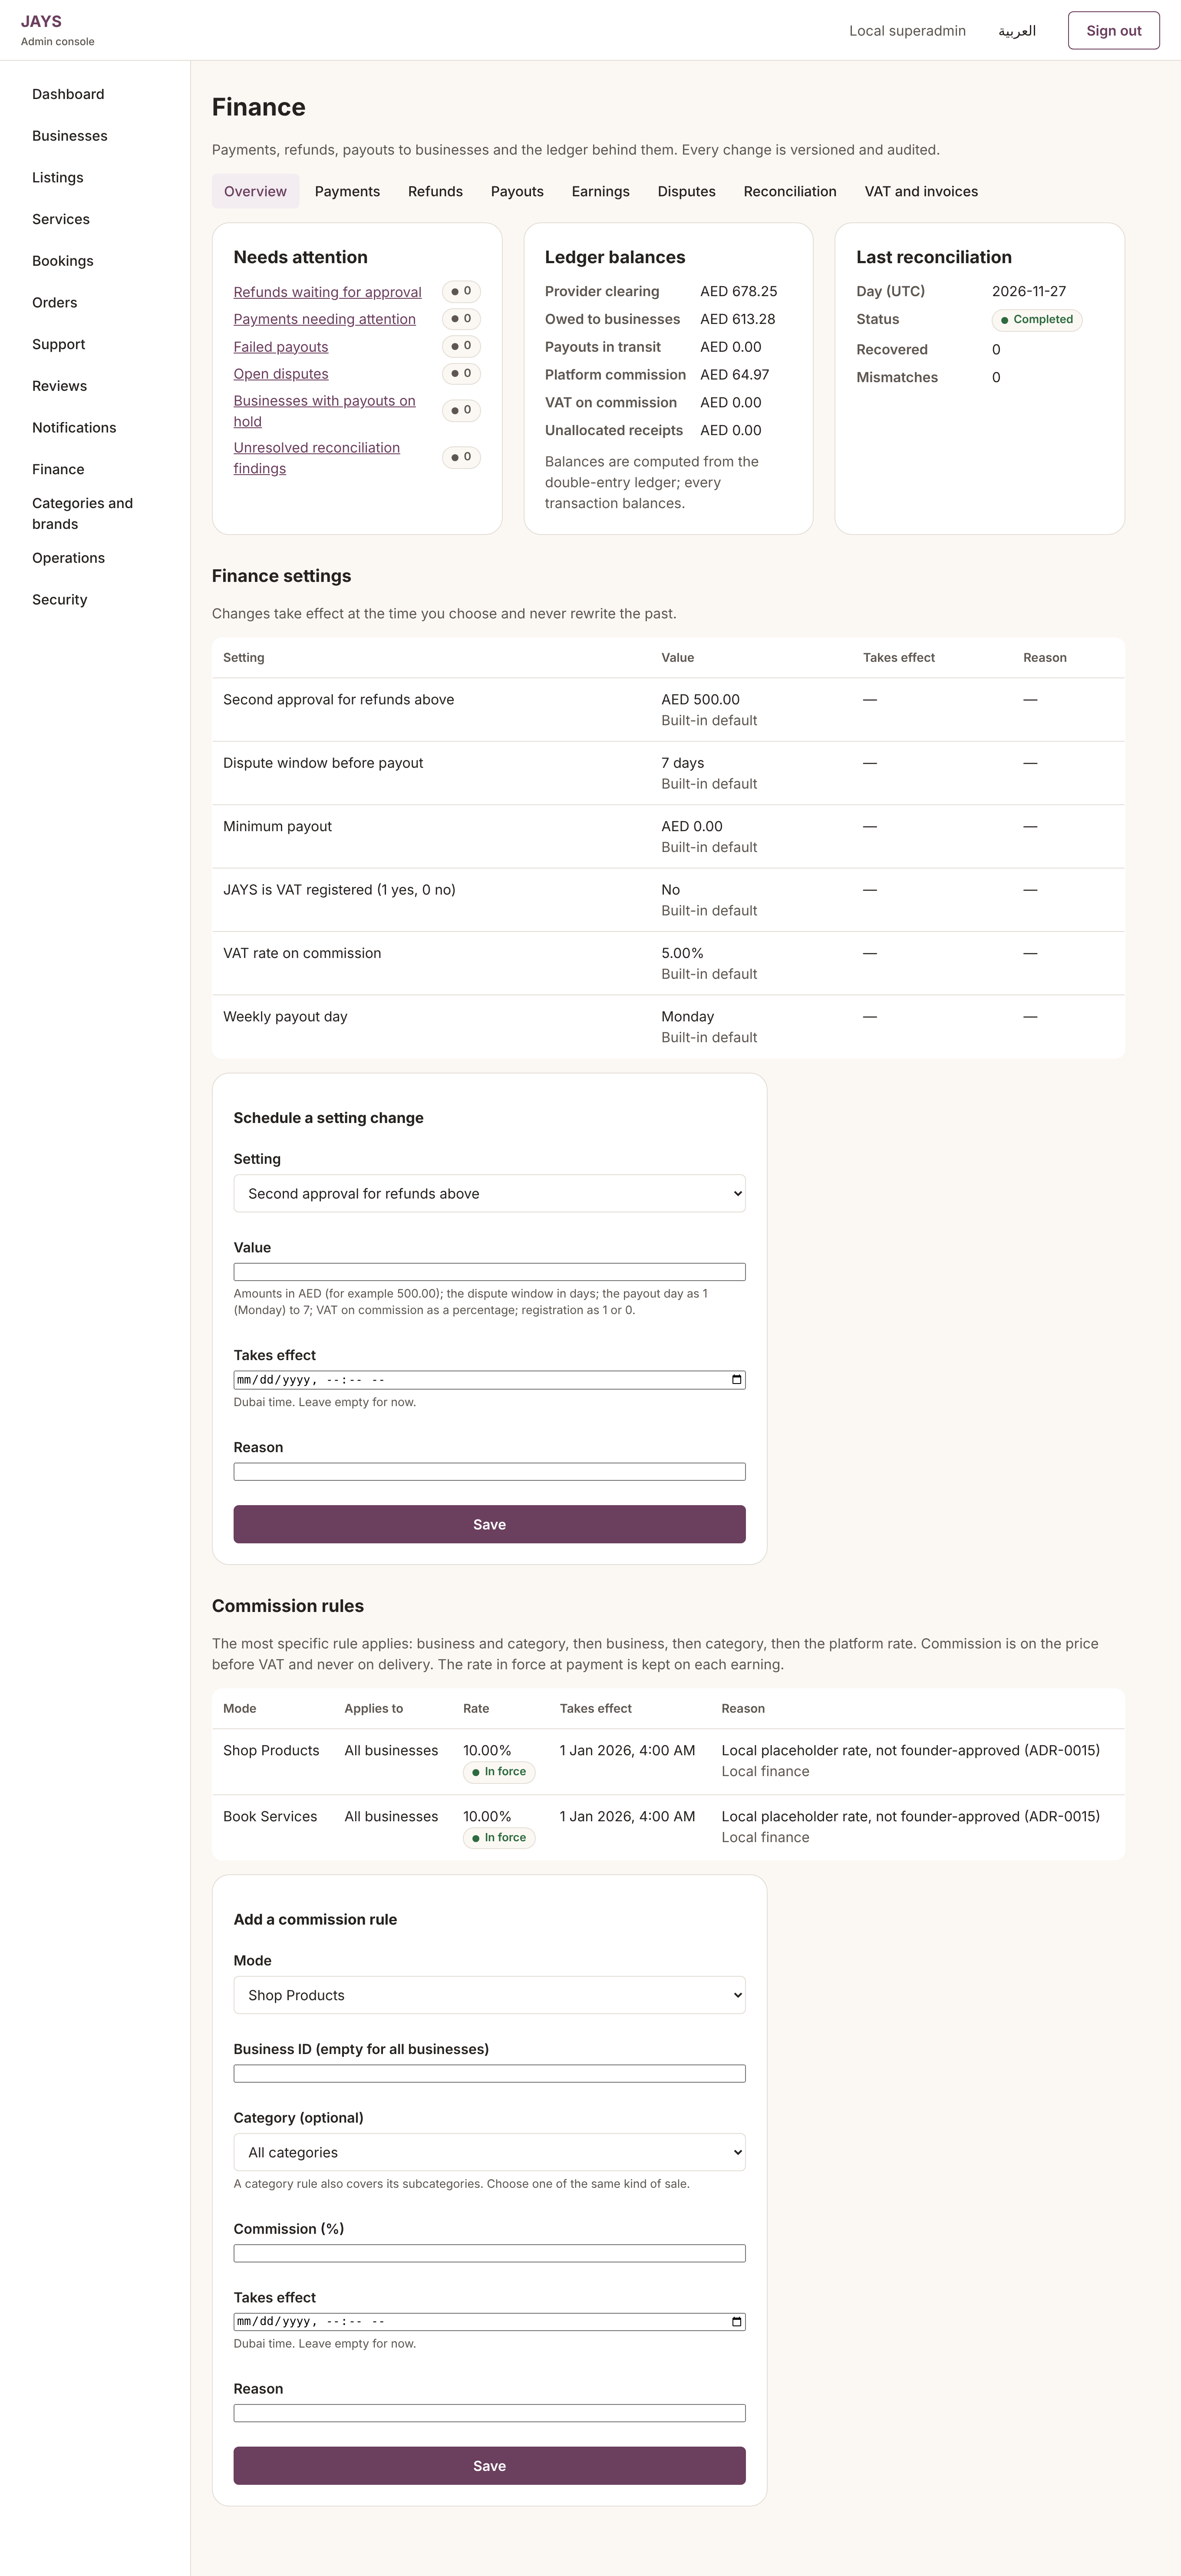 JAYS
Admin console
Local superadmin
العربية
Sign out
Dashboard
Businesses
Listings
Services
Bookings
Orders
Support
Reviews
Notifications
Finance
Categories and
brands
Operations
Security
Finance
Payments, refunds, payouts to businesses and the ledger behind them. Every change is versioned and audited.
Overview Payments Refunds Payouts Earnings Disputes Reconciliation VAT and invoices
Needs attention
Refunds waiting for approval 0
Payments needing attention 0
Failed payouts 0
Open disputes 0
Businesses with payouts on
hold 0
Unresolved reconciliation
findings 0
Ledger balances
Provider clearing AED 678.25
Owed to businesses AED 613.28
Payouts in transit AED 0.00
Platform commission AED 64.97
VAT on commission AED 0.00
Unallocated receipts AED 0.00
Balances are computed from the
double-entry ledger; every
transaction balances.
Last reconciliation
Day (UTC) 2026-11-27
Status Completed
Recovered 0
Mismatches 0
Finance settings
Changes take effect at the time you choose and never rewrite the past.
Setting Value Takes effect Reason
Second approval for refunds above AED 500.00 — —
Built-in default
Dispute window before payout 7 days — —
Built-in default
Minimum payout AED 0.00 — —
Built-in default
JAYS is VAT registered (1 yes, 0 no) No — —
Built-in default
VAT rate on commission 5.00% — —
Built-in default
Weekly payout day Monday — —
Built-in default
Schedule a setting change
Setting
Second approval for refunds above
Value
Amounts in AED (for example 500.00); the dispute window in days; the payout day as 1
(Monday) to 7; VAT on commission as a percentage; registration as 1 or 0.
Takes effect
mm/dd/yyyy, --:-- --
Dubai time. Leave empty for now.
Reason
Save
Commission rules
The most specific rule applies: business and category, then business, then category, then the platform rate. Commission is on the price
before VAT and never on delivery. The rate in force at payment is kept on each earning.
Mode Applies to Rate Takes effect Reason
Shop Products All businesses 10.00% 1 Jan 2026, 4:00 AM Local placeholder rate, not founder-approved (ADR-0015)
In force Local finance
Book Services All businesses 10.00% 1 Jan 2026, 4:00 AM Local placeholder rate, not founder-approved (ADR-0015)
In force Local finance
Add a commission rule
Mode
Shop Products
Business ID (empty for all businesses)
Category (optional)
All categories
A category rule also covers its subcategories. Choose one of the same kind of sale.
Commission (%)
Takes effect
mm/dd/yyyy, --:-- --
Dubai time. Leave empty for now.
Reason
Save